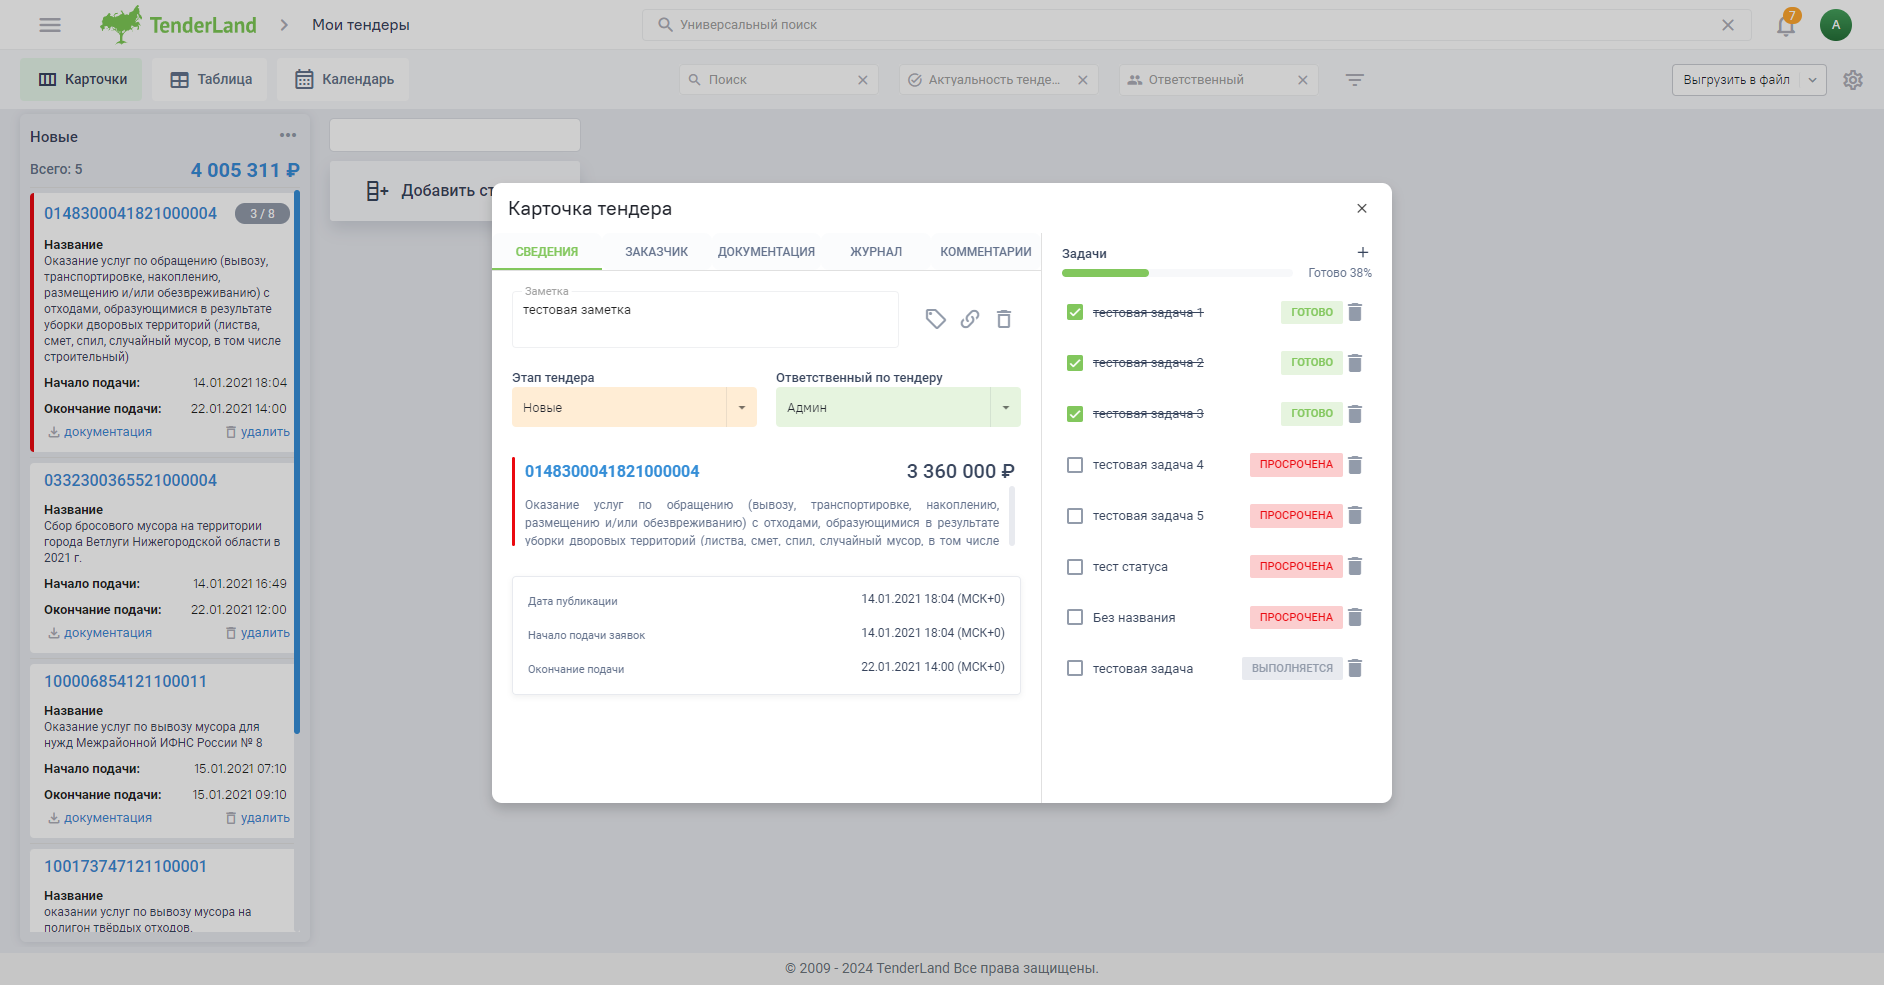 TenderLand
Мои тендеры
Универсальный поиск
7
А
Карточки
Таблица
Календарь
Поиск
Актуальность тенде...
Ответственный
Выгрузить в файл
Новые
Всего: 5
4 005 311 ₽
0148300041821000004
3 / 8
Название
Оказание услуг по обращению (вывозу,
транспортировке, накоплению,
размещению и/или обезвреживанию) с
отходами, образующимися в результате
уборки дворовых территорий (листва,
смет, спил, случайный мусор, в том числе
строительный)
Начало подачи: 14.01.2021 18:04
Окончание подачи: 22.01.2021 14:00
документация удалить
0332300365521000004
Название
Сбор бросового мусора на территории
города Ветлуги Нижегородской области в
2021 г.
Начало подачи: 14.01.2021 16:49
Окончание подачи: 22.01.2021 12:00
документация удалить
100006854121100011
Название
Оказание услуг по вывозу мусора для
нужд Межрайонной ИФНС России № 8
Начало подачи: 15.01.2021 07:10
Окончание подачи: 15.01.2021 09:10
документация удалить
100173747121100001
Название
оказании услуг по вывозу мусора на
полигон твёрдых отходов.
Добавить ст
Карточка тендера
СВЕДЕНИЯ
ЗАКАЗЧИК
ДОКУМЕНТАЦИЯ
ЖУРНАЛ
КОММЕНТАРИИ
Заметка
тестовая заметка
Этап тендера
Новые
Ответственный по тендеру
Админ
0148300041821000004
3 360 000 ₽
Оказание услуг по обращению (вывозу, транспортировке, накоплению,
размещению и/или обезвреживанию) с отходами, образующимися в результате
уборки дворовых территорий (листва, смет, спил, случайный мусор, в том числе
Дата публикации 14.01.2021 18:04 (МСК+0)
Начало подачи заявок 14.01.2021 18:04 (МСК+0)
Окончание подачи 22.01.2021 14:00 (МСК+0)
Задачи
Готово 38%
тестовая задача 1 ГОТОВО
тестовая задача 2 ГОТОВО
тестовая задача 3 ГОТОВО
тестовая задача 4 ПРОСРОЧЕНА
тестовая задача 5 ПРОСРОЧЕНА
тест статуса ПРОСРОЧЕНА
Без названия ПРОСРОЧЕНА
тестовая задача ВЫПОЛНЯЕТСЯ
© 2009 - 2024 TenderLand Все права защищены.